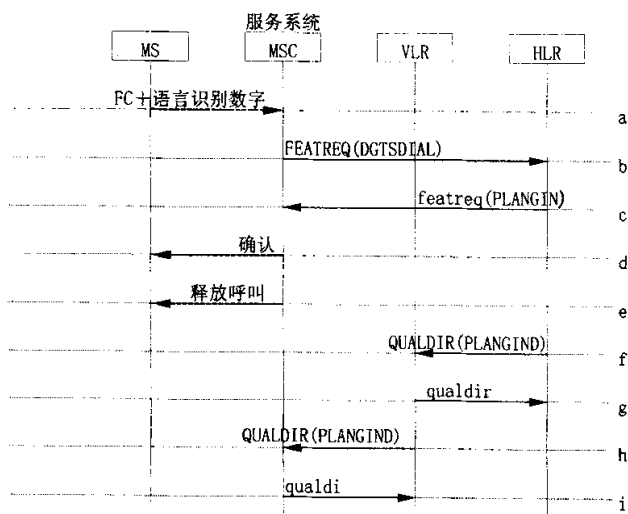 服务系统
MS MSC VLR HLR
FC+语言识别数字 a
FEATREQ(DGTSDIAL) b
featreq(PLANGIN) c
确认 d
释放呼叫 e
QUALDIR(PLANGIND) f
qualdir g
QUALDIR(PLANGIND) h
qualdi i